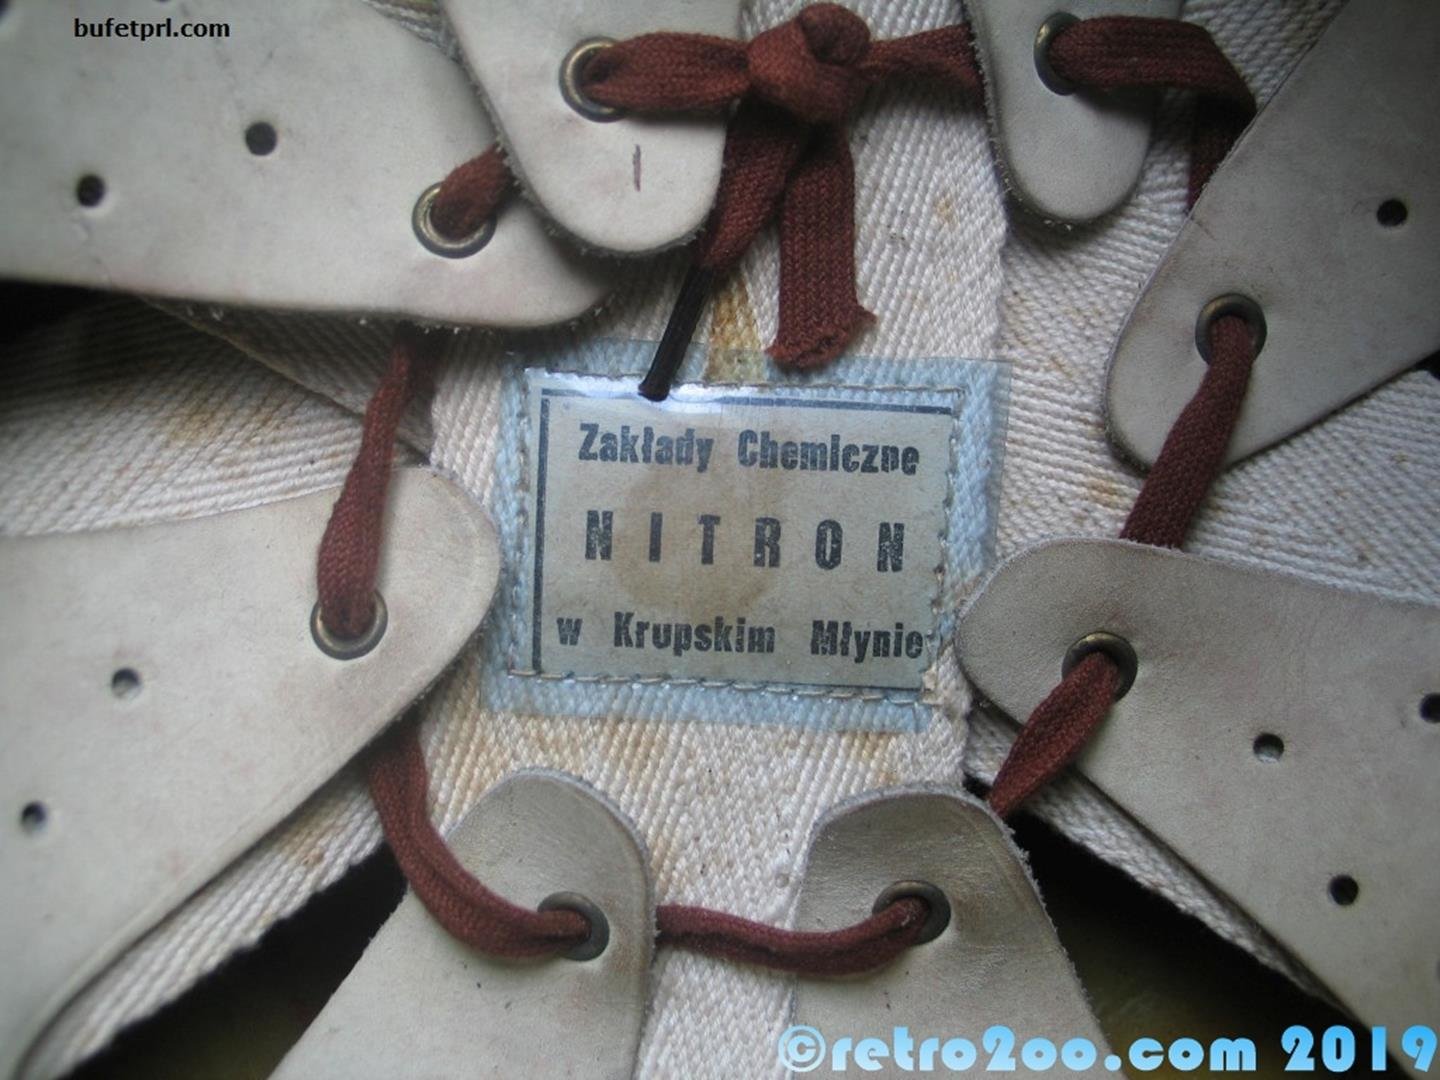 bufetprl.com
Zakłady Chemiczne
NITRON
w Krupskim Młynie
©retro2oo.com 2019